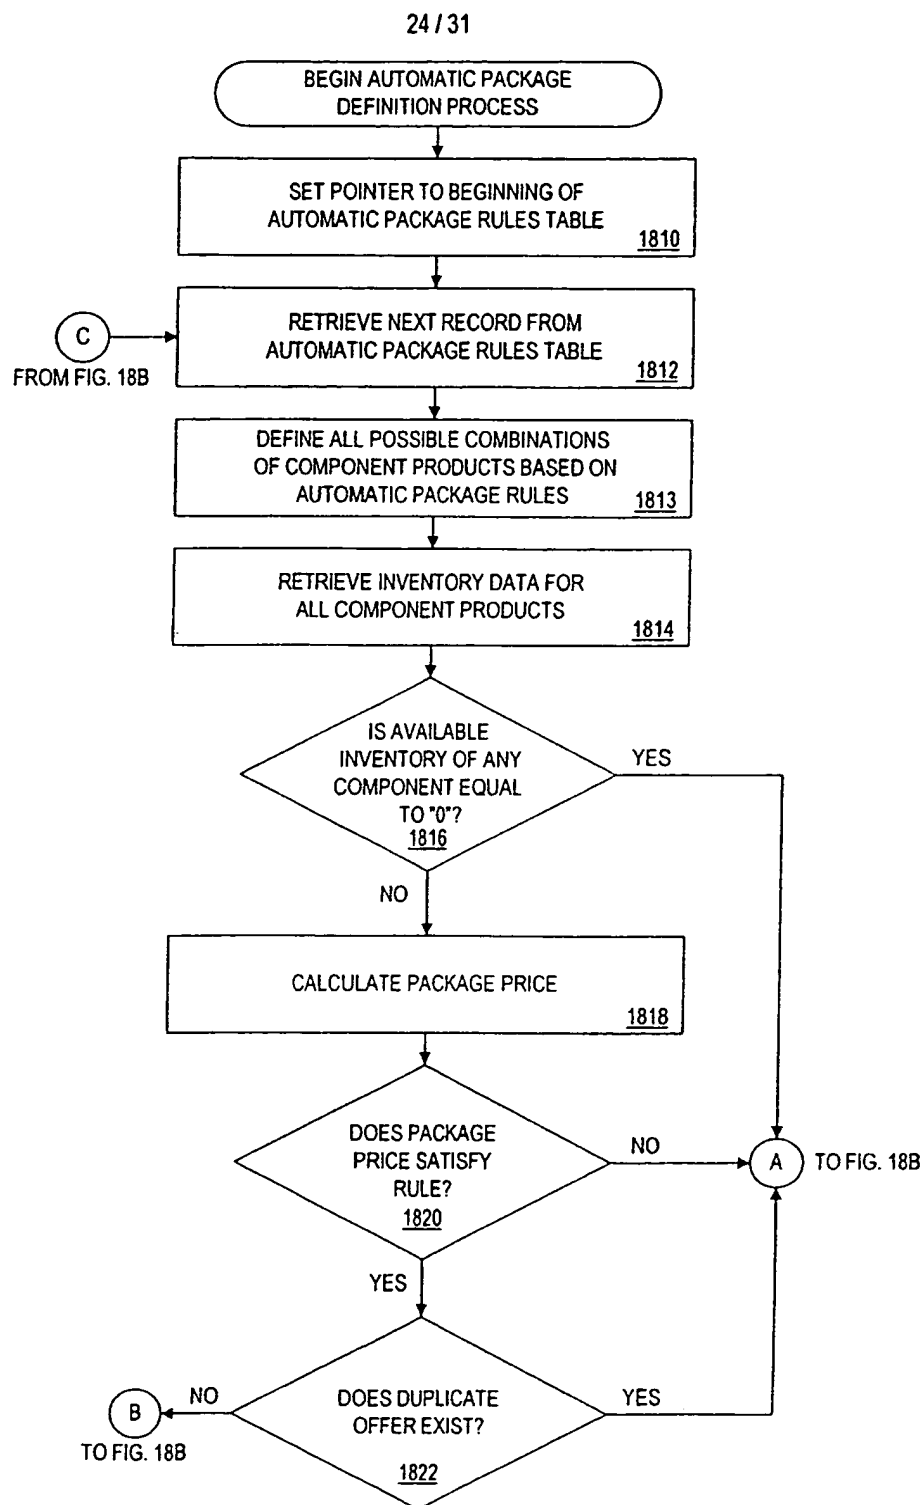 24 / 31
BEGIN AUTOMATIC PACKAGE
DEFINITION PROCESS
SET POINTER TO BEGINNING OF
AUTOMATIC PACKAGE RULES TABLE
1810
C
FROM FIG. 18B
RETRIEVE NEXT RECORD FROM
AUTOMATIC PACKAGE RULES TABLE
1812
DEFINE ALL POSSIBLE COMBINATIONS
OF COMPONENT PRODUCTS BASED ON
AUTOMATIC PACKAGE RULES
1813
RETRIEVE INVENTORY DATA FOR
ALL COMPONENT PRODUCTS
1814
IS AVAILABLE
INVENTORY OF ANY
COMPONENT EQUAL
TO "0"?
1816
YES
NO
CALCULATE PACKAGE PRICE
1818
DOES PACKAGE
PRICE SATISFY
RULE?
1820
NO
A
TO FIG. 18B
YES
DOES DUPLICATE
OFFER EXIST?
1822
YES
NO
B
TO FIG. 18B